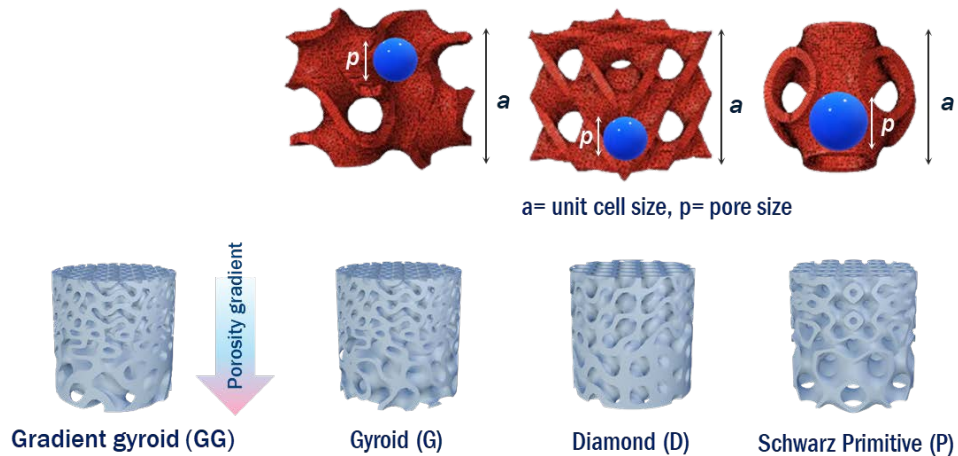 p
a
p
a
p
a
a= unit cell size, p= pore size
Porosity gradient
Gradient gyroid (GG)
Gyroid (G)
Diamond (D)
Schwarz Primitive (P)